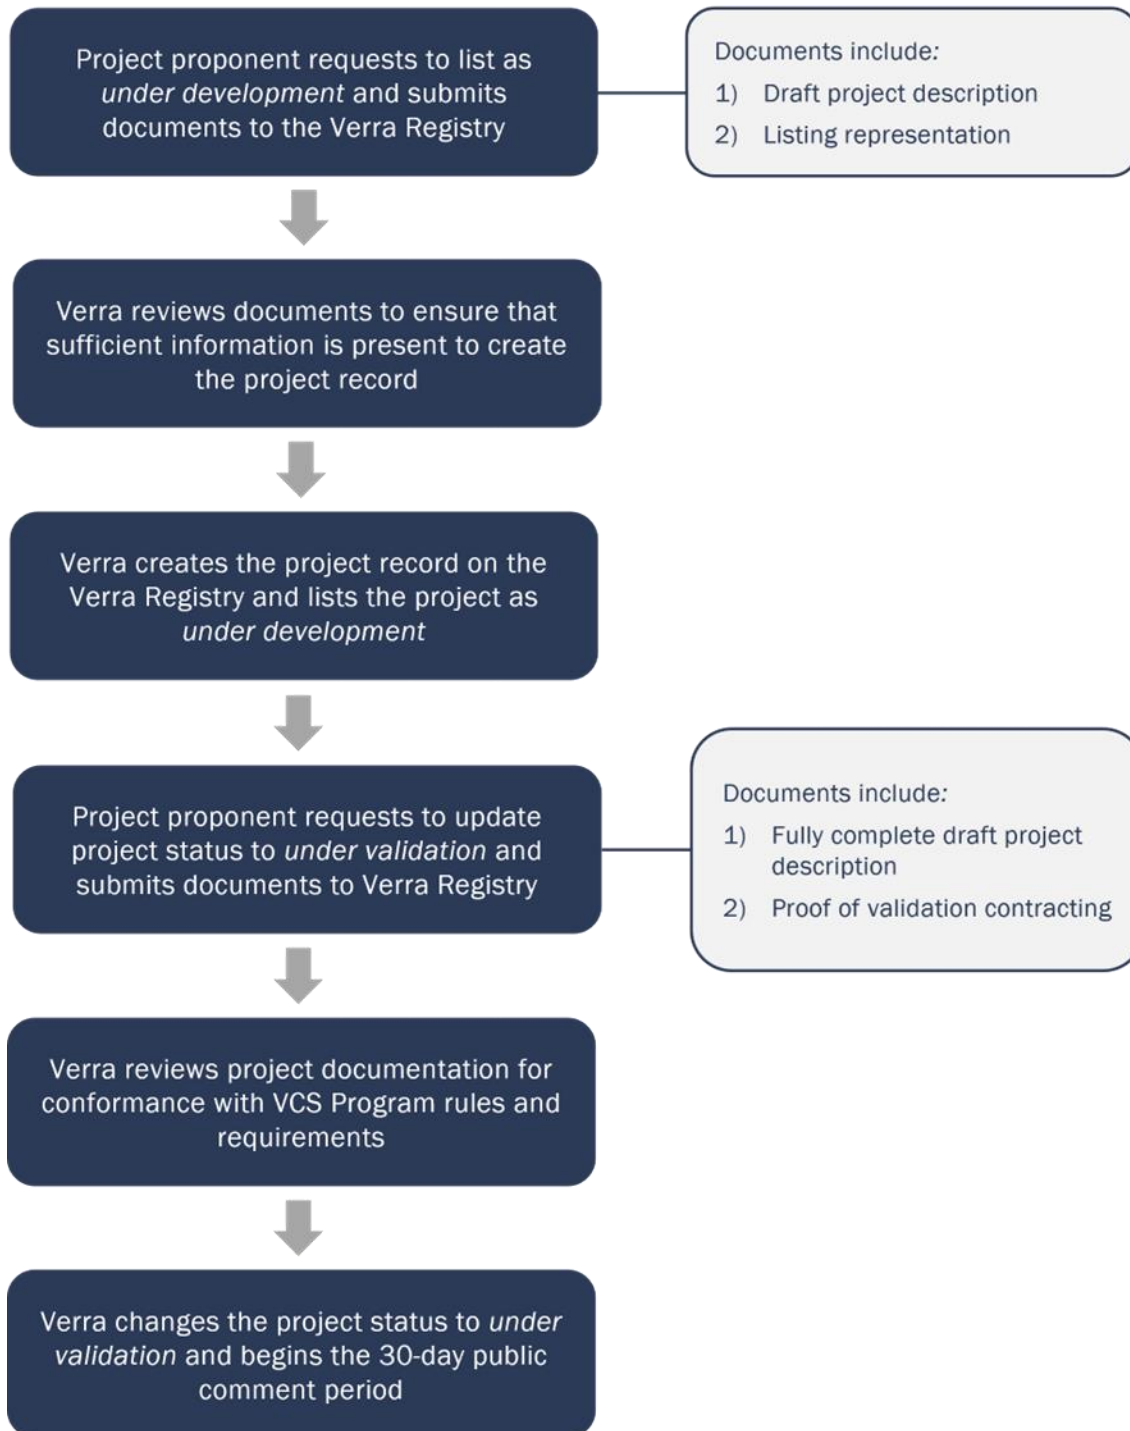 Project proponent requests to list as
under development and submits
documents to the Verra Registry
Documents include:
1) Draft project description
2) Listing representation
Verra reviews documents to ensure that
sufficient information is present to create
the project record
Verra creates the project record on the
Verra Registry and lists the project as
under development
Project proponent requests to update
project status to under validation and
submits documents to Verra Registry
Documents include:
1) Fully complete draft project
description
2) Proof of validation contracting
Verra reviews project documentation for
conformance with VCS Program rules and
requirements
Verra changes the project status to under
validation and begins the 30-day public
comment period